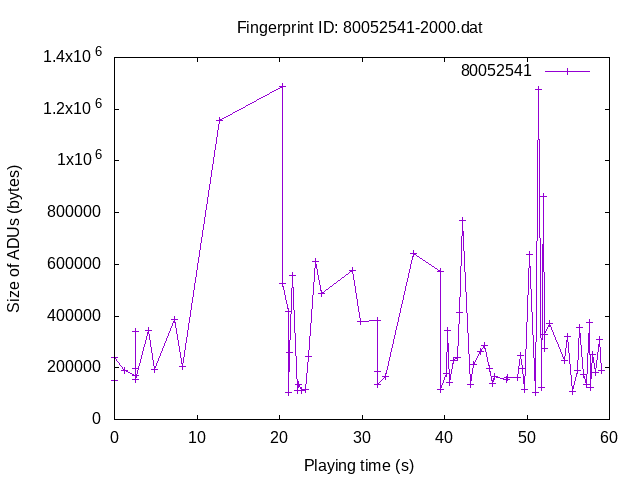 Fingerprint ID: 80052541-2000.dat
1.4x10^6
1.2x10^6
1x10^6
800000
600000
400000
200000
0
Size of ADUs (bytes)
80052541
0 10 20 30 40 50 60
Playing time (s)